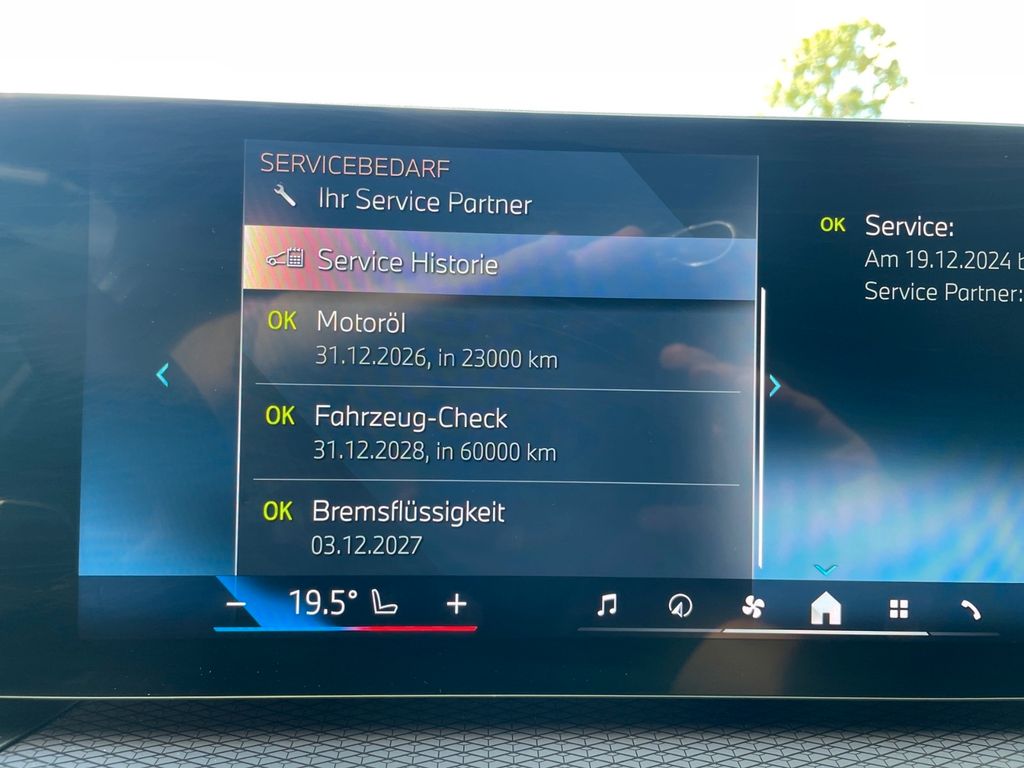 SERVICEBEDARF
Ihr Service Partner
Service Historie
OK Motoröl
31.12.2026, in 23000 km
OK Fahrzeug-Check
31.12.2028, in 60000 km
OK Bremsflüssigkeit
03.12.2027
OK Service:
Am 19.12.2024 b
Service Partner:
− 19.5° +